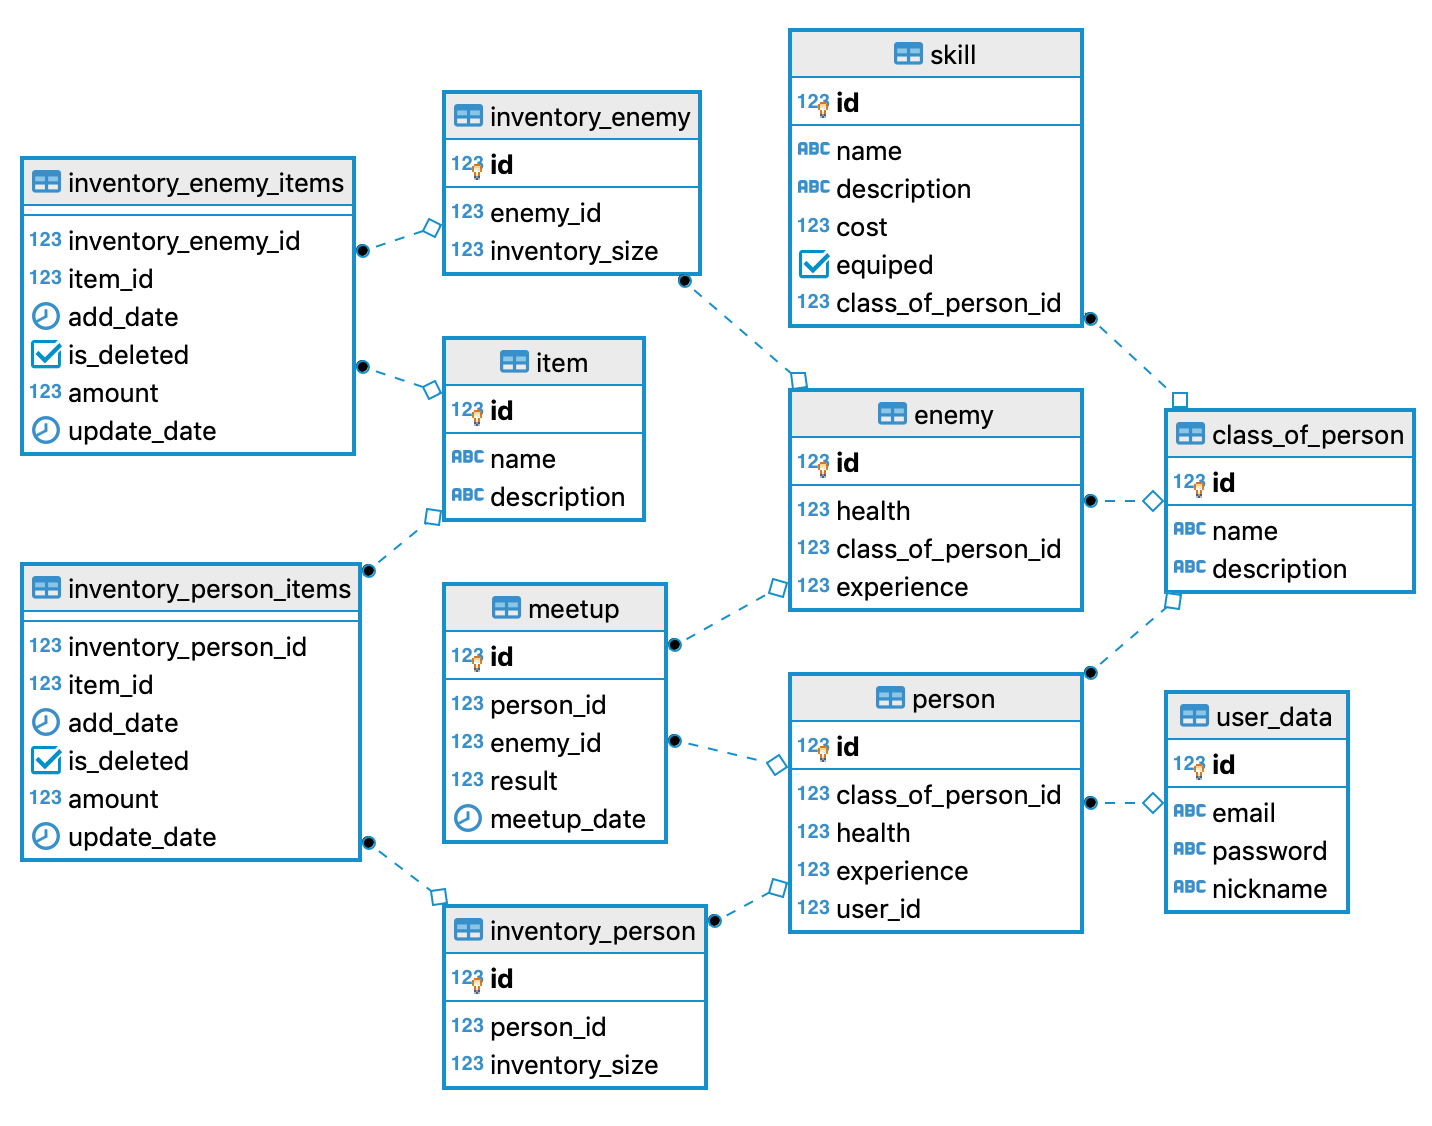 skill
123 id
ABC name
ABC description
123 cost
equiped
123 class_of_person_id
inventory_enemy
123 id
123 enemy_id
123 inventory_size
inventory_enemy_items
123 inventory_enemy_id
123 item_id
add_date
is_deleted
123 amount
update_date
item
123 id
ABC name
ABC description
enemy
123 id
123 health
123 class_of_person_id
123 experience
class_of_person
123 id
ABC name
ABC description
inventory_person_items
123 inventory_person_id
123 item_id
add_date
is_deleted
123 amount
update_date
meetup
123 id
123 person_id
123 enemy_id
123 result
meetup_date
person
123 id
123 class_of_person_id
123 health
123 experience
123 user_id
user_data
123 id
ABC email
ABC password
ABC nickname
inventory_person
123 id
123 person_id
123 inventory_size